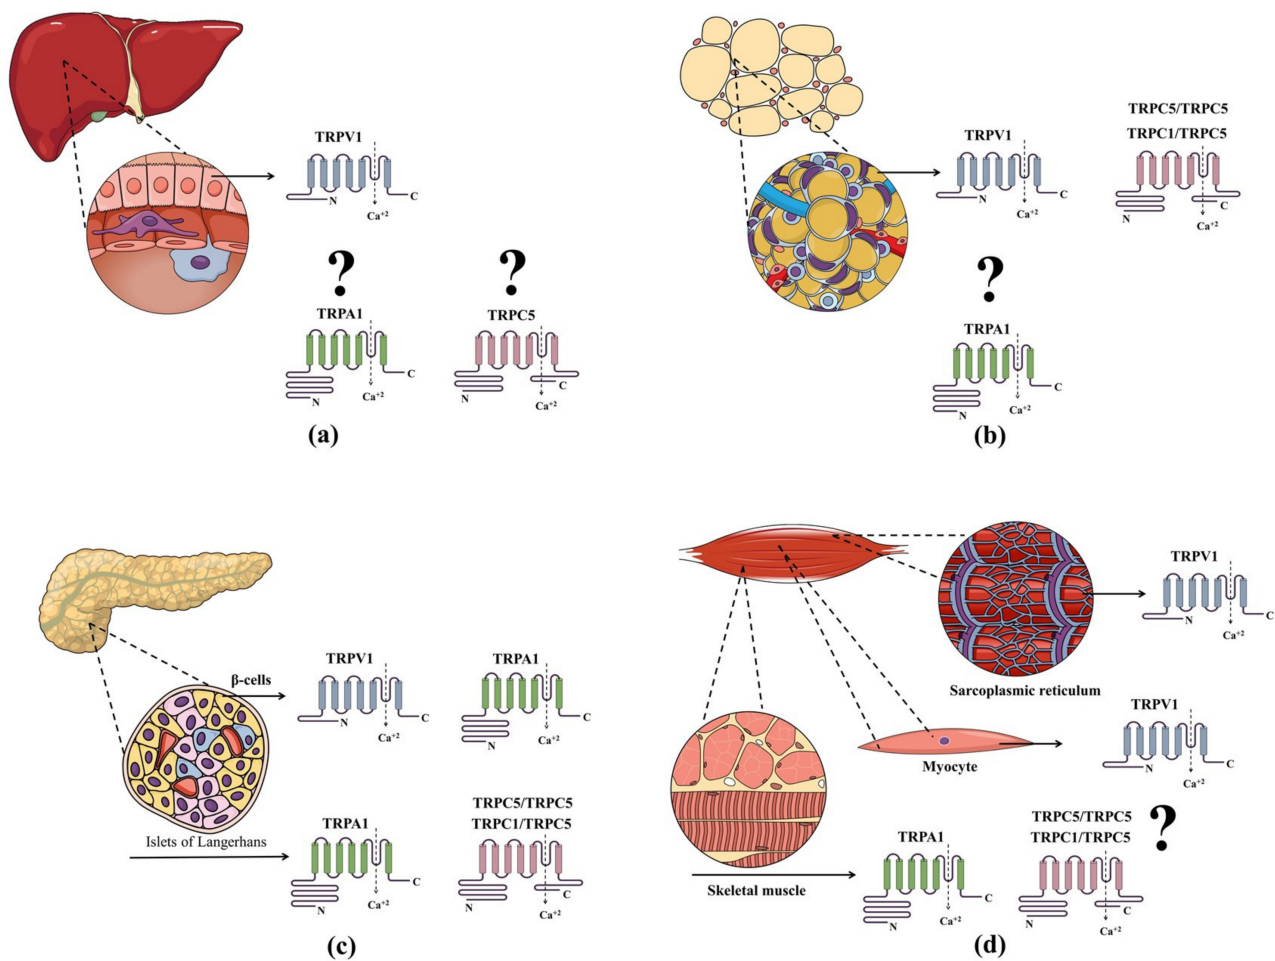 TRPV1
N
C
Ca+2
?
?
TRPA1
TRPC5
N
C
Ca+2
N
C
Ca+2
(a)
TRPV1
TRPC5/TRPC5
TRPC1/TRPC5
N
C
Ca+2
N
C
Ca+2
?
TRPA1
N
C
Ca+2
(b)
β-cells
TRPV1
TRPA1
N
C
Ca+2
N
C
Ca+2
Islets of Langerhans
TRPA1
TRPC5/TRPC5
TRPC1/TRPC5
N
C
Ca+2
N
C
Ca+2
(c)
Sarcoplasmic reticulum
TRPV1
N
C
Ca+2
Myocyte
TRPV1
N
C
Ca+2
Skeletal muscle
TRPA1
TRPC5/TRPC5
TRPC1/TRPC5
?
N
C
Ca+2
N
C
Ca+2
(d)